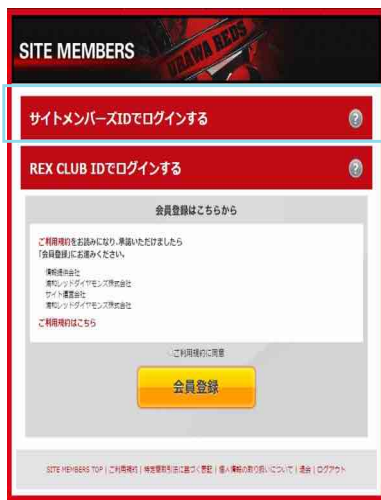 SITE MEMBERS
URAWA REDS
サイトメンバーズIDでログインする
?
REX CLUB IDでログインする
?
会員登録はこちらから
ご利用規約をお読みになり、承諾いただけましたら
「会員登録」にお進みください。
情報提供会社
浦和レッドダイヤモンズ株式会社
サイト運営会社
浦和レッドダイヤモンズ株式会社
ご利用規約はこちら
ご利用規約に同意
会員登録
SITE MEMBERS TOP | ご利用規約 | 特定商取引法に基づく表記 | 個人情報の取り扱いについて | 退会 | ログアウト